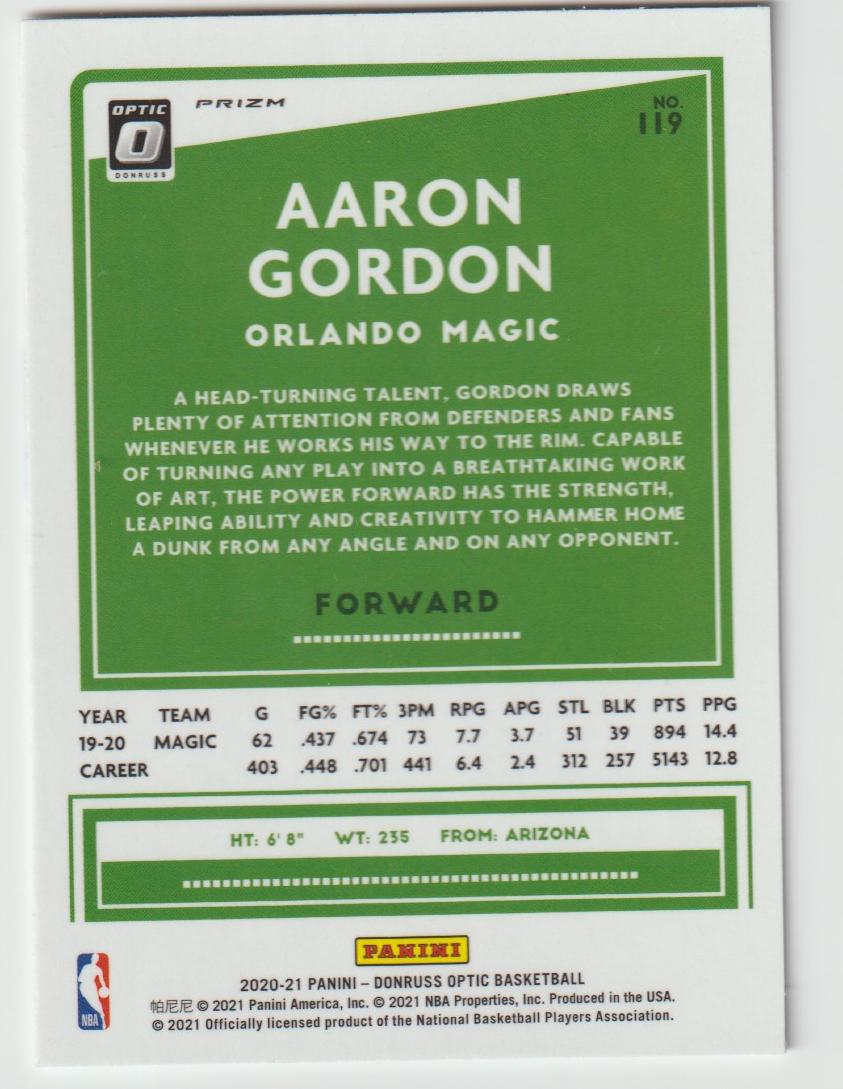 OPTIC
O
DONRUSS
PRIZM
NO.
119
AARON
GORDON
ORLANDO MAGIC
A HEAD-TURNING TALENT, GORDON DRAWS
PLENTY OF ATTENTION FROM DEFENDERS AND FANS
WHENEVER HE WORKS HIS WAY TO THE RIM. CAPABLE
OF TURNING ANY PLAY INTO A BREATHTAKING WORK
OF ART, THE POWER FORWARD HAS THE STRENGTH,
LEAPING ABILITY AND CREATIVITY TO HAMMER HOME
A DUNK FROM ANY ANGLE AND ON ANY OPPONENT.
FORWARD
YEAR TEAM G FG% FT% 3PM RPG APG STL BLK PTS PPG
19-20 MAGIC 62 .437 .674 73 7.7 3.7 51 39 894 14.4
CAREER 403 .448 .701 441 6.4 2.4 312 257 5143 12.8
HT: 6' 8" WT: 235 FROM: ARIZONA
PANINI
NBA
2020-21 PANINI – DONRUSS OPTIC BASKETBALL
帕尼尼 © 2021 Panini America, Inc. © 2021 NBA Properties, Inc. Produced in the USA.
© 2021 Officially licensed product of the National Basketball Players Association.